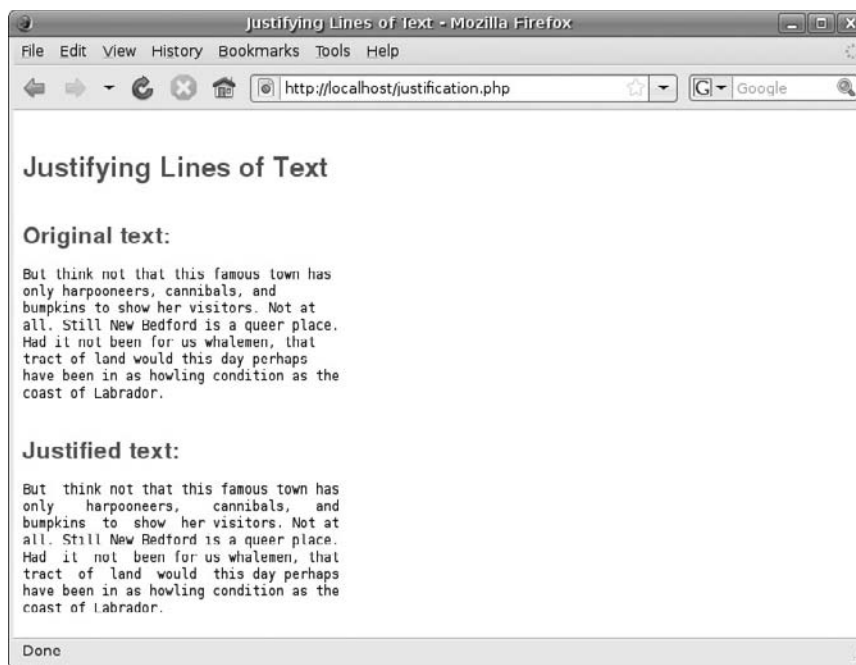 Justifying Lines of Text - Mozilla Firefox
File Edit View History Bookmarks Tools Help
http://localhost/justification.php G Google
Justifying Lines of Text
Original text:
But think not that this famous town has
only harpooneers, cannibals, and
bumpkins to show her visitors. Not at
all. Still New Bedford is a queer place.
Had it not been for us whalemen, that
tract of land would this day perhaps
have been in as howling condition as the
coast of Labrador.
Justified text:
But  think not that this famous town has
only    harpooneers,    cannibals,   and
bumpkins  to  show  her visitors. Not at
all. Still New Bedford is a queer place.
Had  it  not  been for us whalemen, that
tract  of  land  would  this day perhaps
have been in as howling condition as the
coast of Labrador.
Done